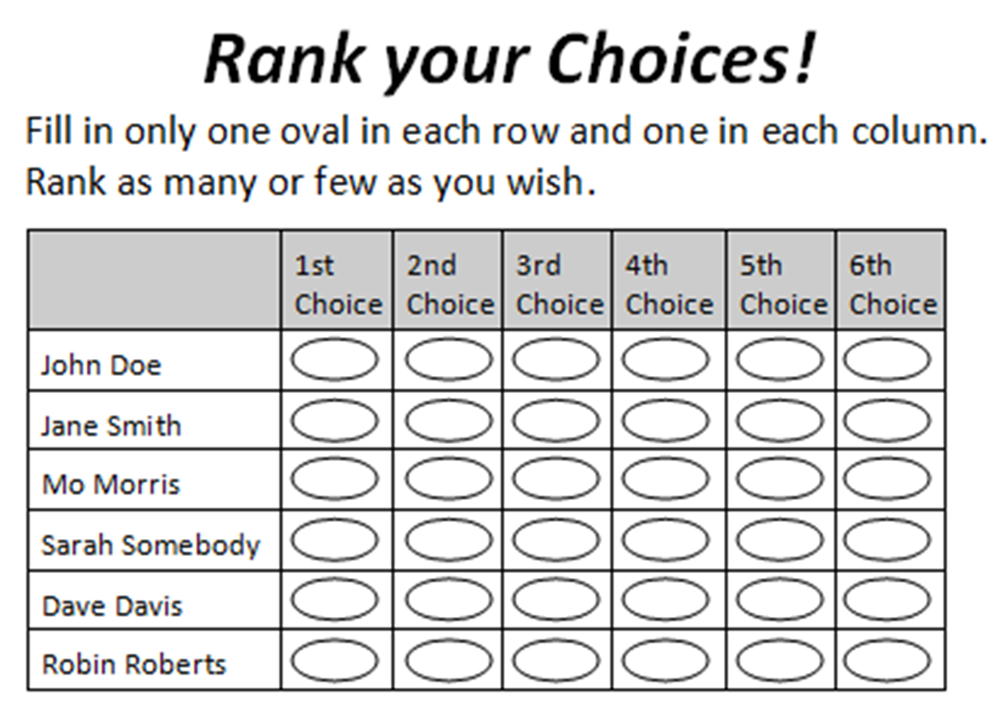 Rank your Choices!
Fill in only one oval in each row and one in each column.
Rank as many or few as you wish.
1st Choice 2nd Choice 3rd Choice 4th Choice 5th Choice 6th Choice
John Doe
Jane Smith
Mo Morris
Sarah Somebody
Dave Davis
Robin Roberts